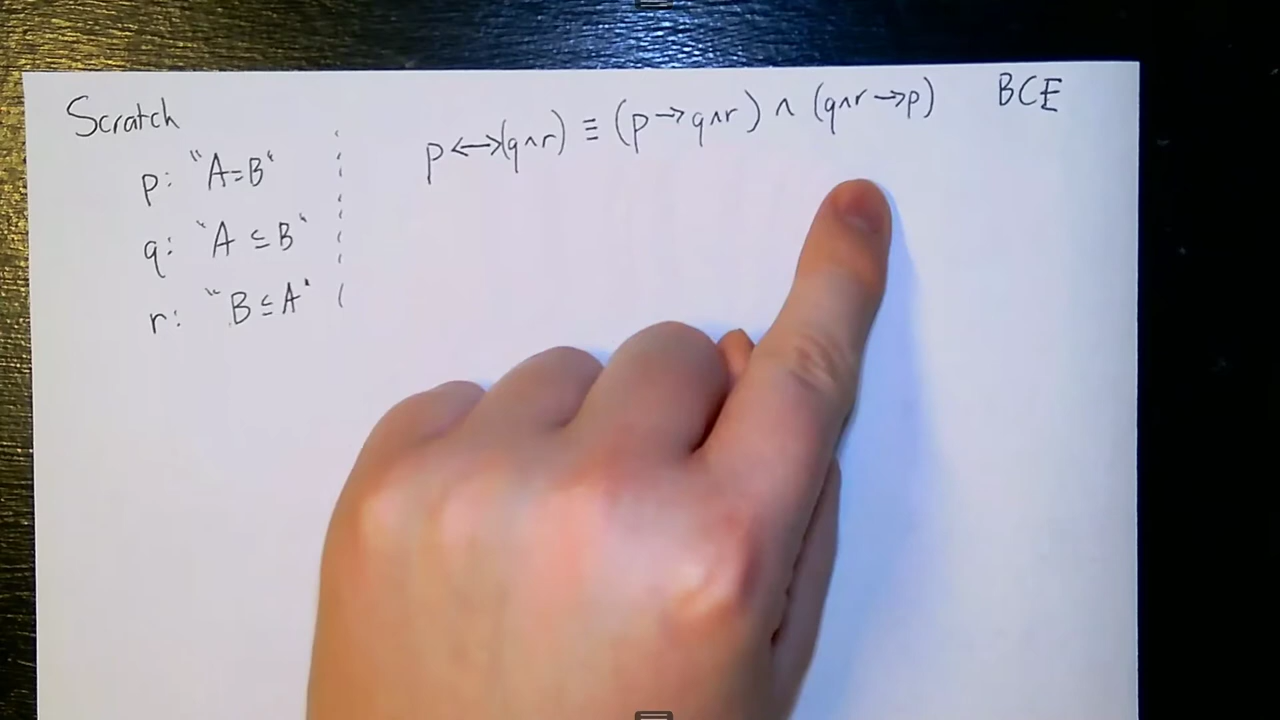 Scratch
p: "A=B"
q: "A ⊆ B"
r: "B ⊆ A"
p ⟷ (q∧r) ≡ (p → q∧r) ∧ (q∧r → p) BCE